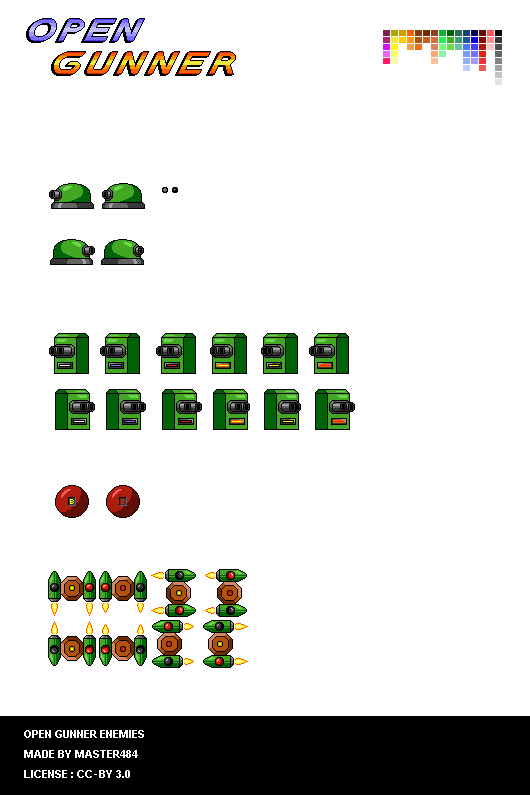 OPEN
GUNNER
B B
OPEN GUNNER ENEMIES
MADE BY MASTER484
LICENSE : CC-BY 3.0